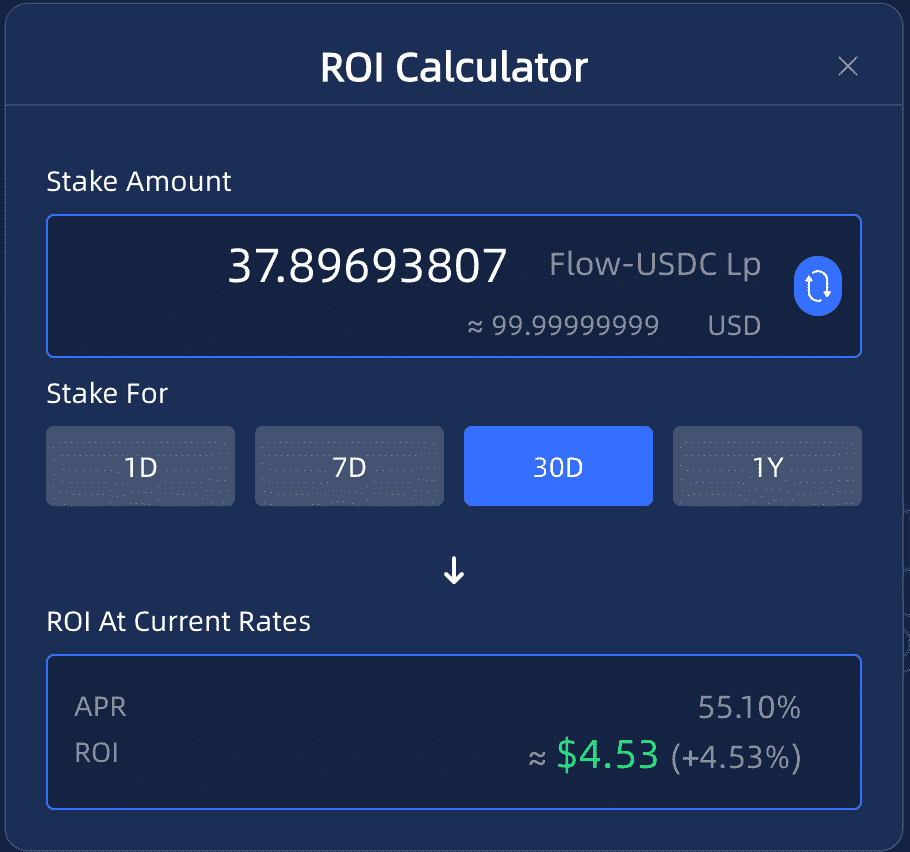 ROI Calculator
Stake Amount
37.89693807 Flow-USDC Lp
≈ 99.99999999 USD
Stake For
1D 7D 30D 1Y
ROI At Current Rates
APR 55.10%
ROI ≈ $4.53 (+4.53%)